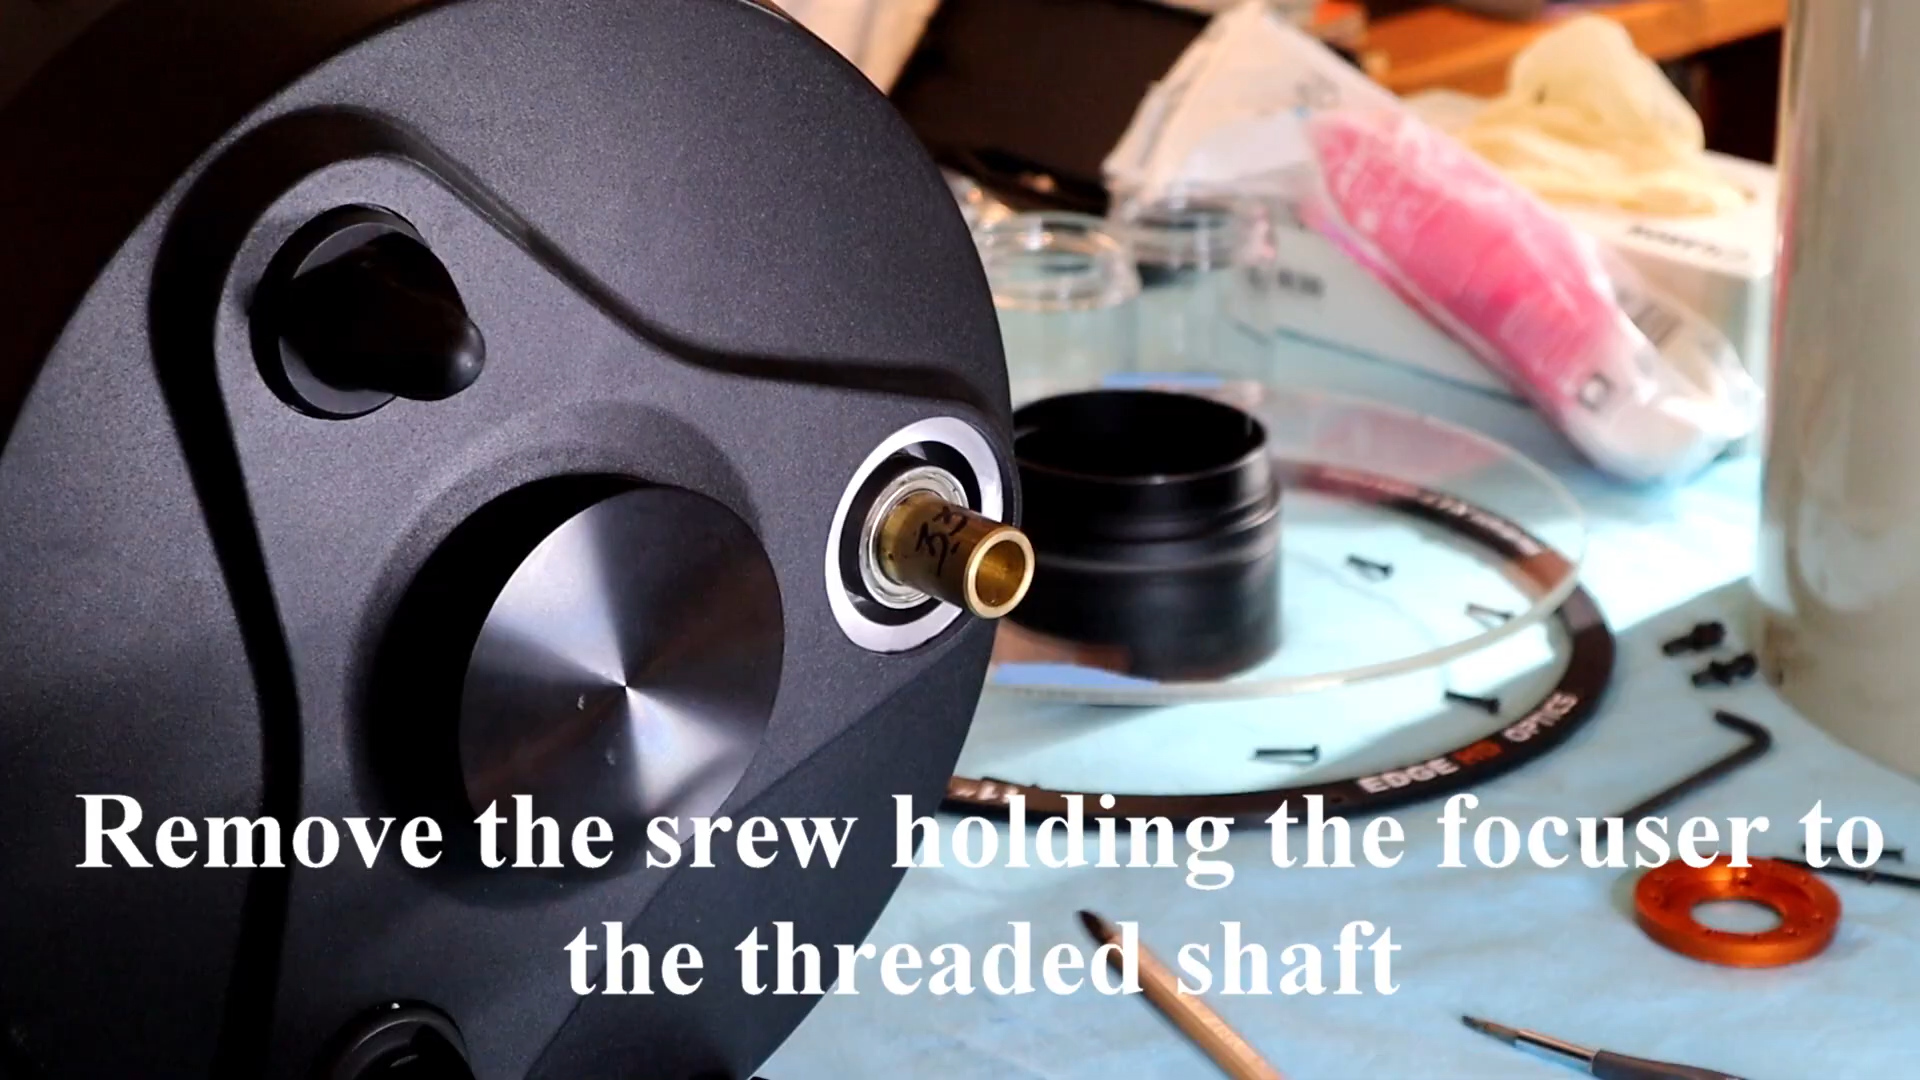 EDGE HD OPTICS
Remove the srew holding the focuser to
the threaded shaft